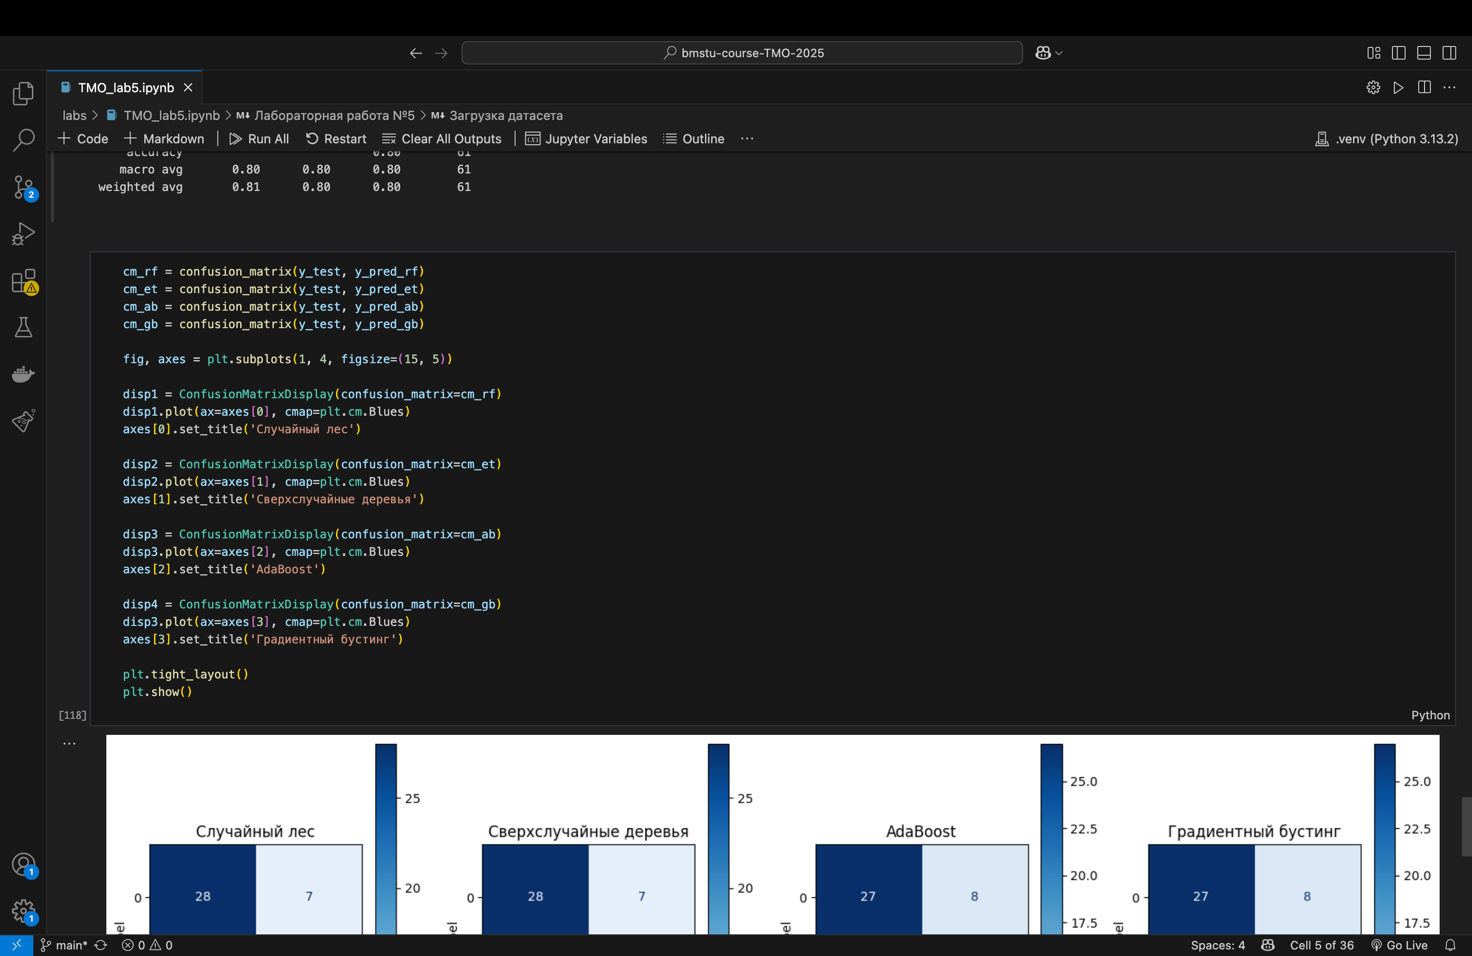 bmstu-course-TMO-2025
TMO_lab5.ipynb
labs > TMO_lab5.ipynb > M↓ Лабораторная работа №5 > M↓ Загрузка датасета
+ Code + Markdown Run All Restart Clear All Outputs Jupyter Variables Outline ... .venv (Python 3.13.2)
accuracy 0.80 61
macro avg 0.80 0.80 0.80 61
weighted avg 0.81 0.80 0.80 61
2
cm_rf = confusion_matrix(y_test, y_pred_rf)
cm_et = confusion_matrix(y_test, y_pred_et)
cm_ab = confusion_matrix(y_test, y_pred_ab)
cm_gb = confusion_matrix(y_test, y_pred_gb)
fig, axes = plt.subplots(1, 4, figsize=(15, 5))
disp1 = ConfusionMatrixDisplay(confusion_matrix=cm_rf)
disp1.plot(ax=axes[0], cmap=plt.cm.Blues)
axes[0].set_title('Случайный лес')
disp2 = ConfusionMatrixDisplay(confusion_matrix=cm_et)
disp2.plot(ax=axes[1], cmap=plt.cm.Blues)
axes[1].set_title('Сверхслучайные деревья')
disp3 = ConfusionMatrixDisplay(confusion_matrix=cm_ab)
disp3.plot(ax=axes[2], cmap=plt.cm.Blues)
axes[2].set_title('AdaBoost')
disp4 = ConfusionMatrixDisplay(confusion_matrix=cm_gb)
disp3.plot(ax=axes[3], cmap=plt.cm.Blues)
axes[3].set_title('Градиентный бустинг')
plt.tight_layout()
plt.show()
[118] Python
...
25 25 25.0 25.0
Случайный лес Сверхслучайные деревья AdaBoost Градиентный бустинг
22.5 22.5
20 20 20.0 20.0
0 28 7 0 28 7 0 27 8 0 27 8
17.5 17.5
1
1
main* 0 0 Spaces: 4 Cell 5 of 36 Go Live